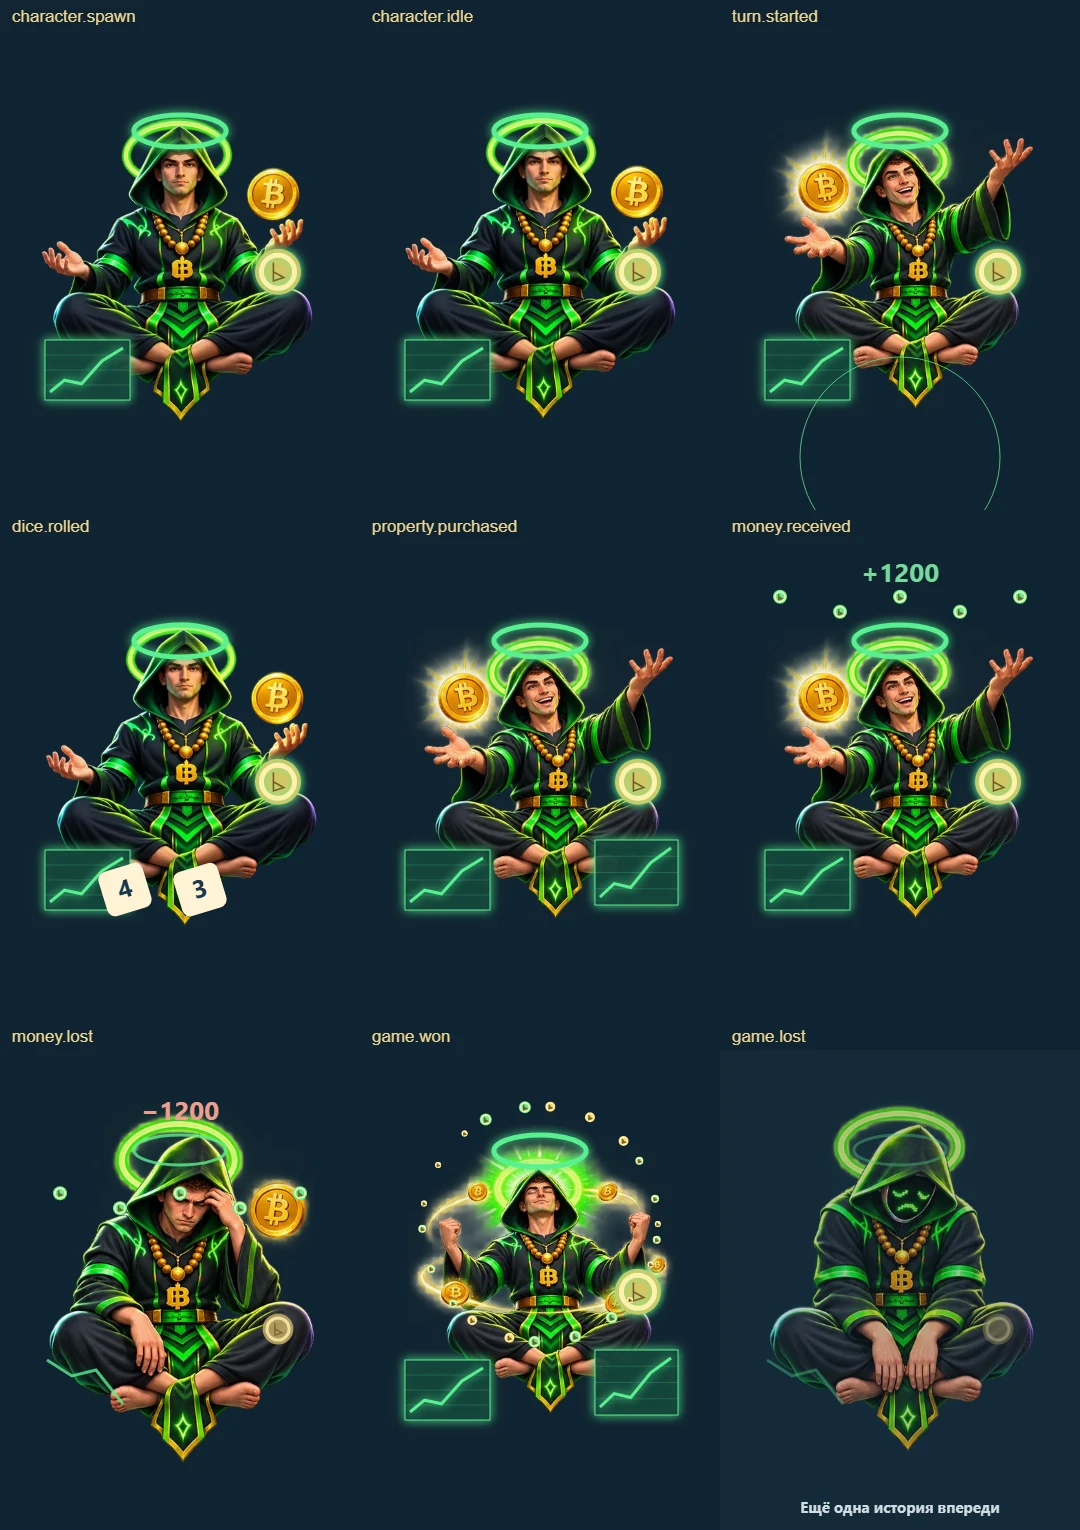 character.spawn
character.idle
turn.started
dice.rolled
property.purchased
money.received
+1200
4
3
money.lost
game.won
game.lost
−1200
Ещё одна история впереди